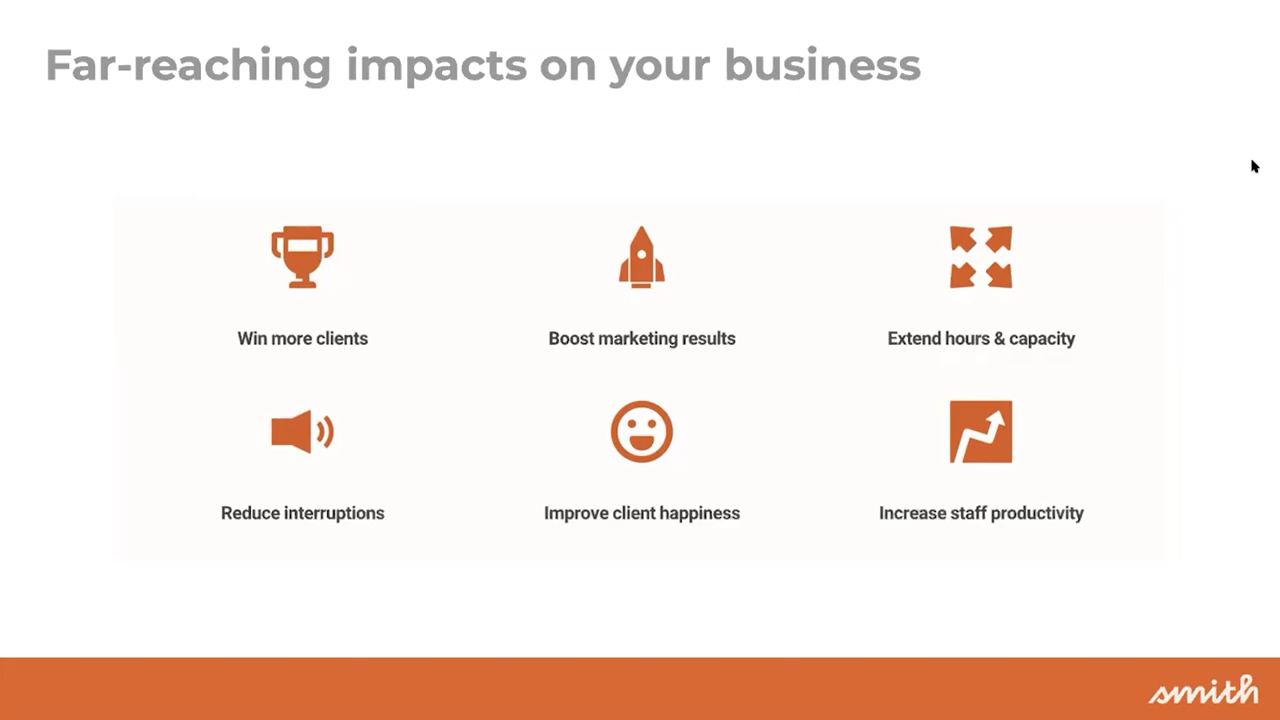 Far-reaching impacts on your business
Win more clients
Boost marketing results
Extend hours & capacity
Reduce interruptions
Improve client happiness
Increase staff productivity
smith